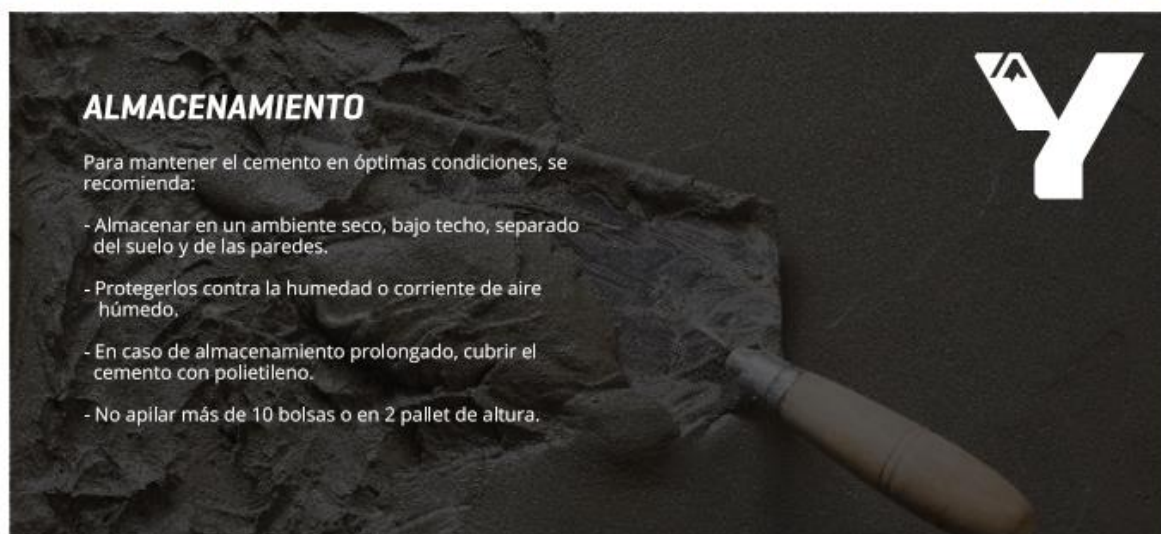 ALMACENAMIENTO
Para mantener el cemento en óptimas condiciones, se
recomienda:
- Almacenar en un ambiente seco, bajo techo, separado
del suelo y de las paredes.
- Protegerlos contra la humedad o corriente de aire
húmedo.
- En caso de almacenamiento prolongado, cubrir el
cemento con polietileno.
- No apilar más de 10 bolsas o en 2 pallet de altura.